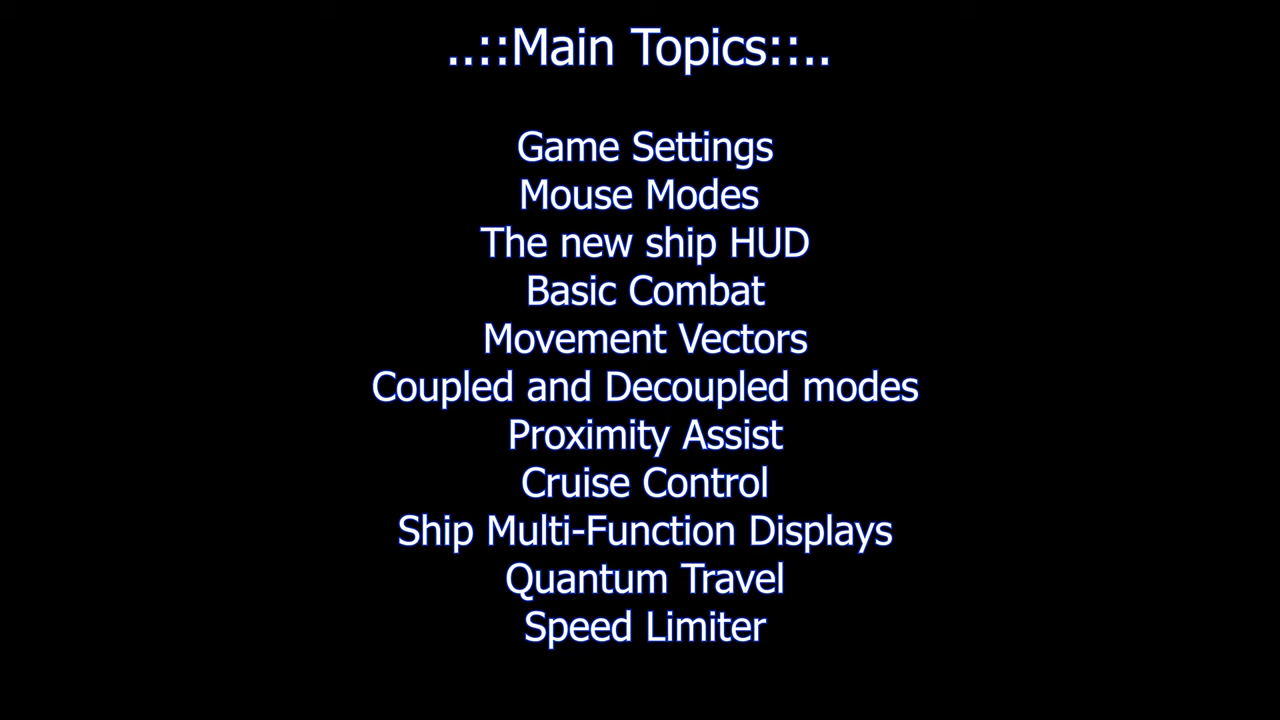 ..::Main Topics::..
Game Settings
Mouse Modes
The new ship HUD
Basic Combat
Movement Vectors
Coupled and Decoupled modes
Proximity Assist
Cruise Control
Ship Multi-Function Displays
Quantum Travel
Speed Limiter